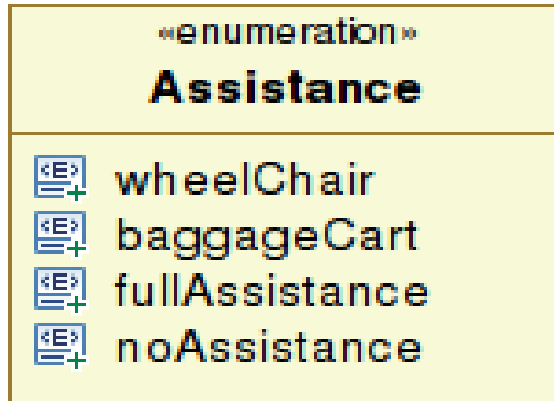 «enumeration»
Assistance
<E> wheelChair
<E> baggageCart
<E> fullAssistance
<E> noAssistance